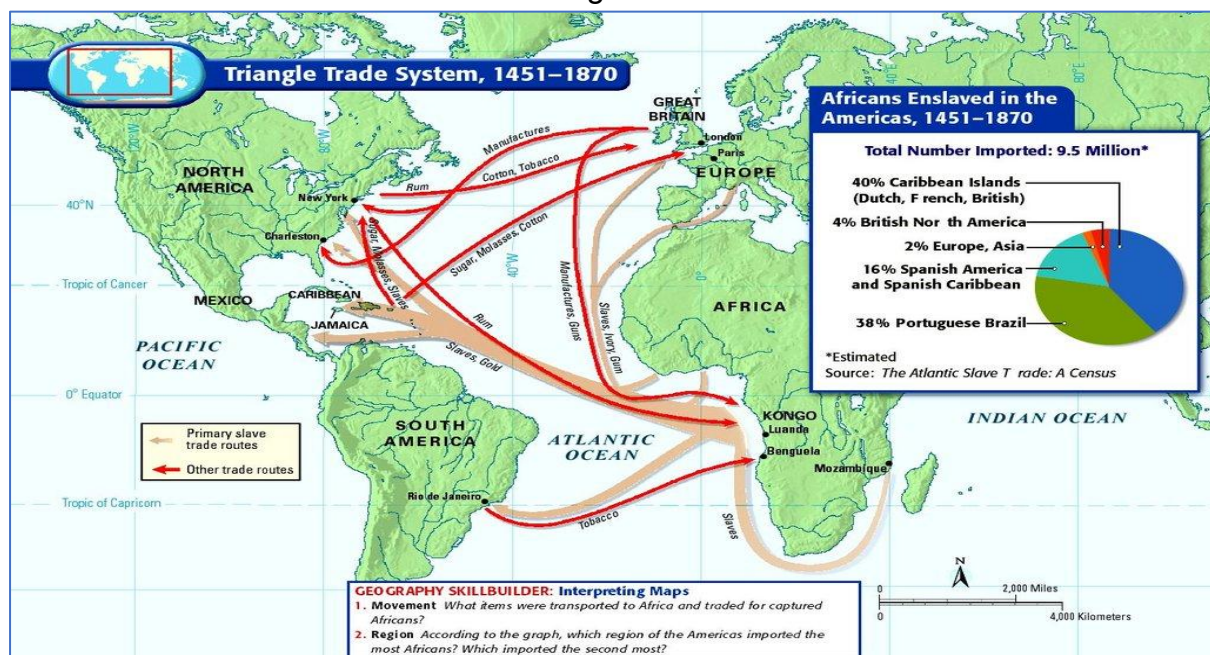 Triangle Trade System, 1451–1870
Africans Enslaved in the
Americas, 1451–1870
Total Number Imported: 9.5 Million*
40% Caribbean Islands
(Dutch, F rench, British)
4% British Nor th America
2% Europe, Asia
16% Spanish America
and Spanish Caribbean
38% Portuguese Brazil
*Estimated
Source: The Atlantic Slave T rade: A Census
120°W
80°W
40°W
0°
40°E
80°E
GREAT
BRITAIN
London
Paris
EUROPE
NORTH
AMERICA
New York
40°N
Charleston
Manufactures
Rum
Cotton, Tobacco
Sugar, Molasses, Cotton
Sugar, Molasses, Slaves
Manufactures, Guns
Slaves, Ivory, Gum
Tropic of Cancer
MEXICO
CARIBBEAN
JAMAICA
AFRICA
PACIFIC
OCEAN
Rum
Slaves, Gold
0° Equator
SOUTH
AMERICA
ATLANTIC
OCEAN
KONGO
Luanda
Benguela
Mozambique
INDIAN OCEAN
Primary slave
trade routes
Other trade routes
Tropic of Capricorn
Rio de Janeiro
Tobacco
Slaves
N
0
2,000 Miles
0
4,000 Kilometers
GEOGRAPHY SKILLBUILDER: Interpreting Maps
1. Movement What items were transported to Africa and traded for captured
Africans?
2. Region According to the graph, which region of the Americas imported the
most Africans? Which imported the second most?